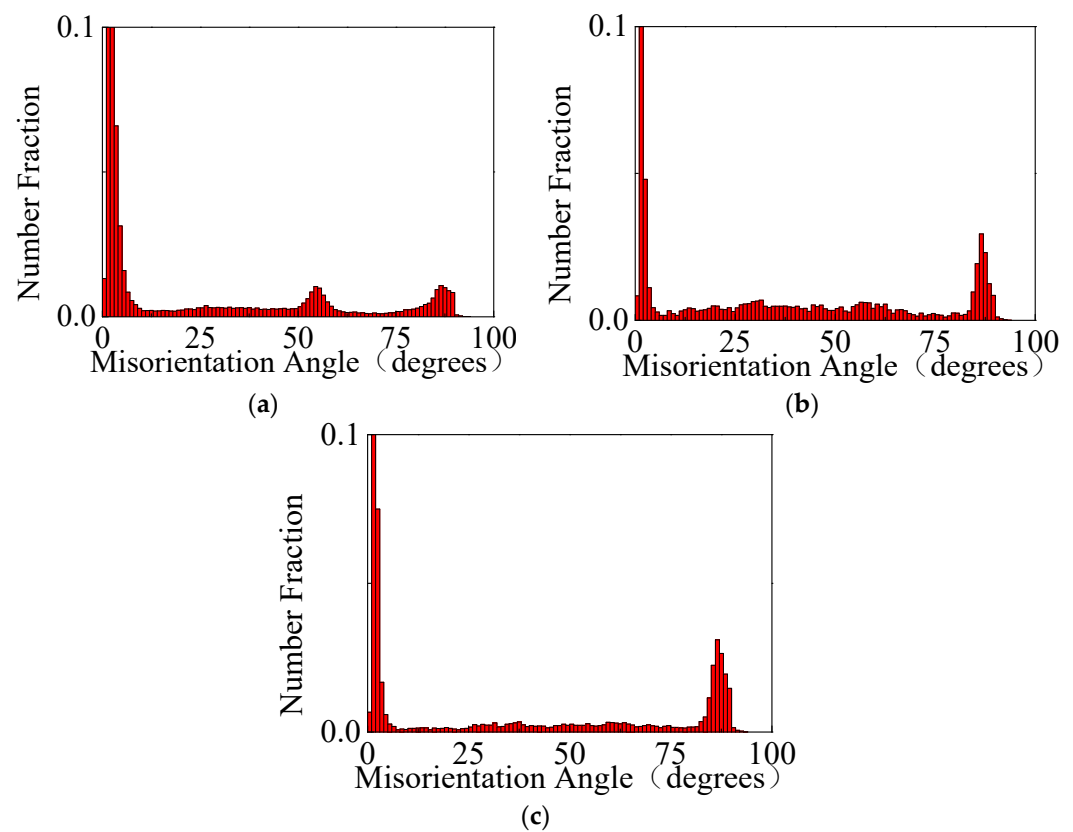 0.1
Number Fraction
0.0
0 25 50 75 100
Misorientation Angle（degrees）
(a)
0.1
Number Fraction
0.0
0 25 50 75 100
Misorientation Angle（degrees）
(b)
0.1
Number Fraction
0.0
0 25 50 75 100
Misorientation Angle（degrees）
(c)